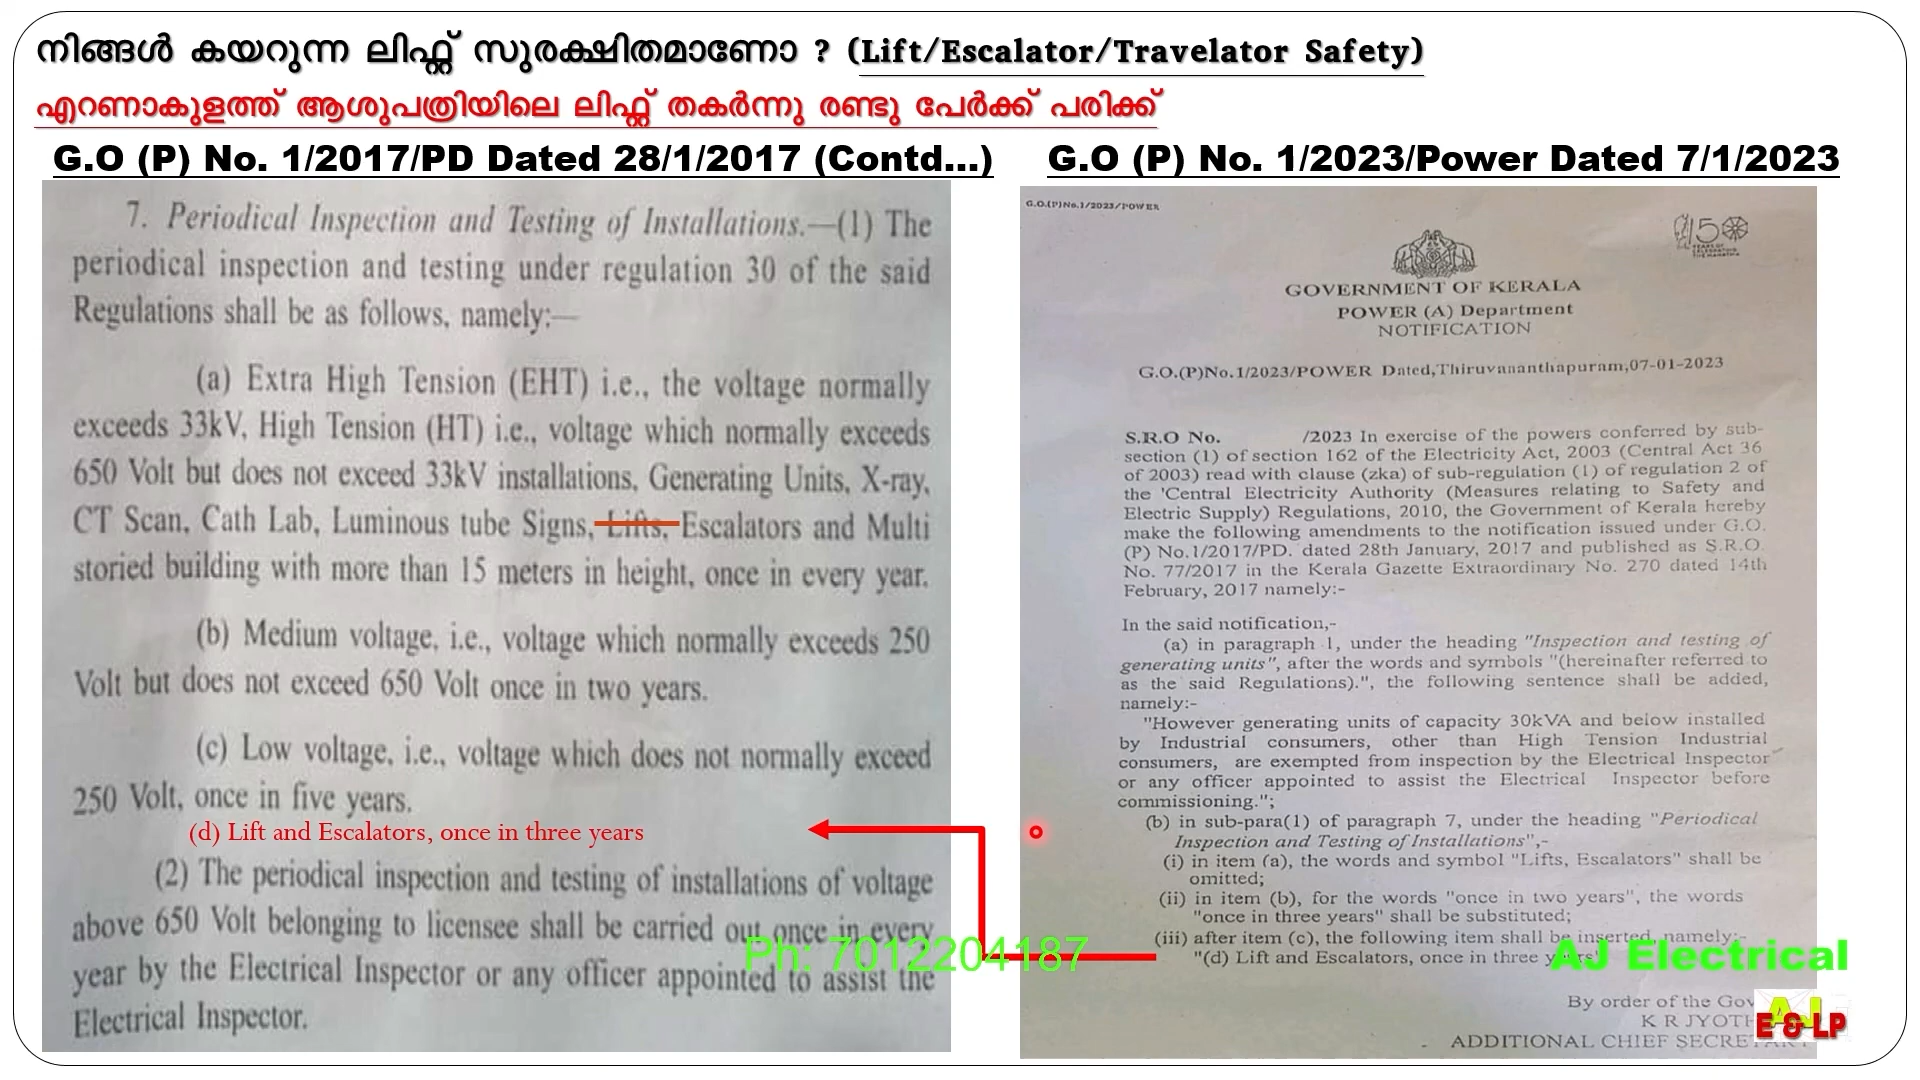 നിങ്ങൾ കയറുന്ന ലിഫ്റ്റ് സുരക്ഷിതമാണോ ? (Lift/Escalator/Travelator Safety)
എറണാകുളത്ത് ആശുപത്രിയിലെ ലിഫ്റ്റ് തകർന്നു രണ്ടു പേർക്ക് പരിക്ക്
G.O (P) No. 1/2017/PD Dated 28/1/2017 (Contd...)
7. Periodical Inspection and Testing of Installations.—(1) The
periodical inspection and testing under regulation 30 of the said
Regulations shall be as follows, namely:—
(a) Extra High Tension (EHT) i.e., the voltage normally
exceeds 33kV, High Tension (HT) i.e., voltage which normally exceeds
650 Volt but does not exceed 33kV installations, Generating Units, X-ray,
CT Scan, Cath Lab, Luminous tube Signs, Lifts, Escalators and Multi
storied building with more than 15 meters in height, once in every year.
(b) Medium voltage, i.e., voltage which normally exceeds 250
Volt but does not exceed 650 Volt once in two years.
(c) Low voltage, i.e., voltage which does not normally exceed
250 Volt, once in five years.
(d) Lift and Escalators, once in three years
(2) The periodical inspection and testing of installations of voltage
above 650 Volt belonging to licensee shall be carried out once in every
year by the Electrical Inspector or any officer appointed to assist the
Electrical Inspector.
G.O (P) No. 1/2023/Power Dated 7/1/2023
G.O.(P)No.1/2023/POWER
150
GOVERNMENT OF KERALA
POWER (A) Department
NOTIFICATION
G.O.(P)No.1/2023/POWER Dated,Thiruvananthapuram,07-01-2023
S.R.O No. /2023 In exercise of the powers conferred by sub-
section (1) of section 162 of the Electricity Act, 2003 (Central Act 36
of 2003) read with clause (zka) of sub-regulation (1) of regulation 2 of
the 'Central Electricity Authority (Measures relating to Safety and
Electric Supply) Regulations, 2010, the Government of Kerala hereby
make the following amendments to the notification issued under G.O.
(P) No.1/2017/PD. dated 28th January, 2017 and published as S.R.O.
No. 77/2017 in the Kerala Gazette Extraordinary No. 270 dated 14th
February, 2017 namely:-
In the said notification,-
(a) in paragraph 1, under the heading "Inspection and testing of
generating units", after the words and symbols "(hereinafter referred to
as the said Regulations).", the following sentence shall be added,
namely:-
"However generating units of capacity 30kVA and below installed
by Industrial consumers, other than High Tension Industrial
consumers, are exempted from inspection by the Electrical Inspector
or any officer appointed to assist the Electrical Inspector before
commissioning.";
(b) in sub-para(1) of paragraph 7, under the heading "Periodical
Inspection and Testing of Installations",-
(i) in item (a), the words and symbol "Lifts, Escalators" shall be
omitted;
(ii) in item (b), for the words "once in two years", the words
"once in three years" shall be substituted;
(iii) after item (c), the following item shall be inserted, namely:-
"(d) Lift and Escalators, once in three
By order of the
K R
ADDITIONAL CHIEF
Ph: 7012204187
AJ Electrical
AJ
E & LP